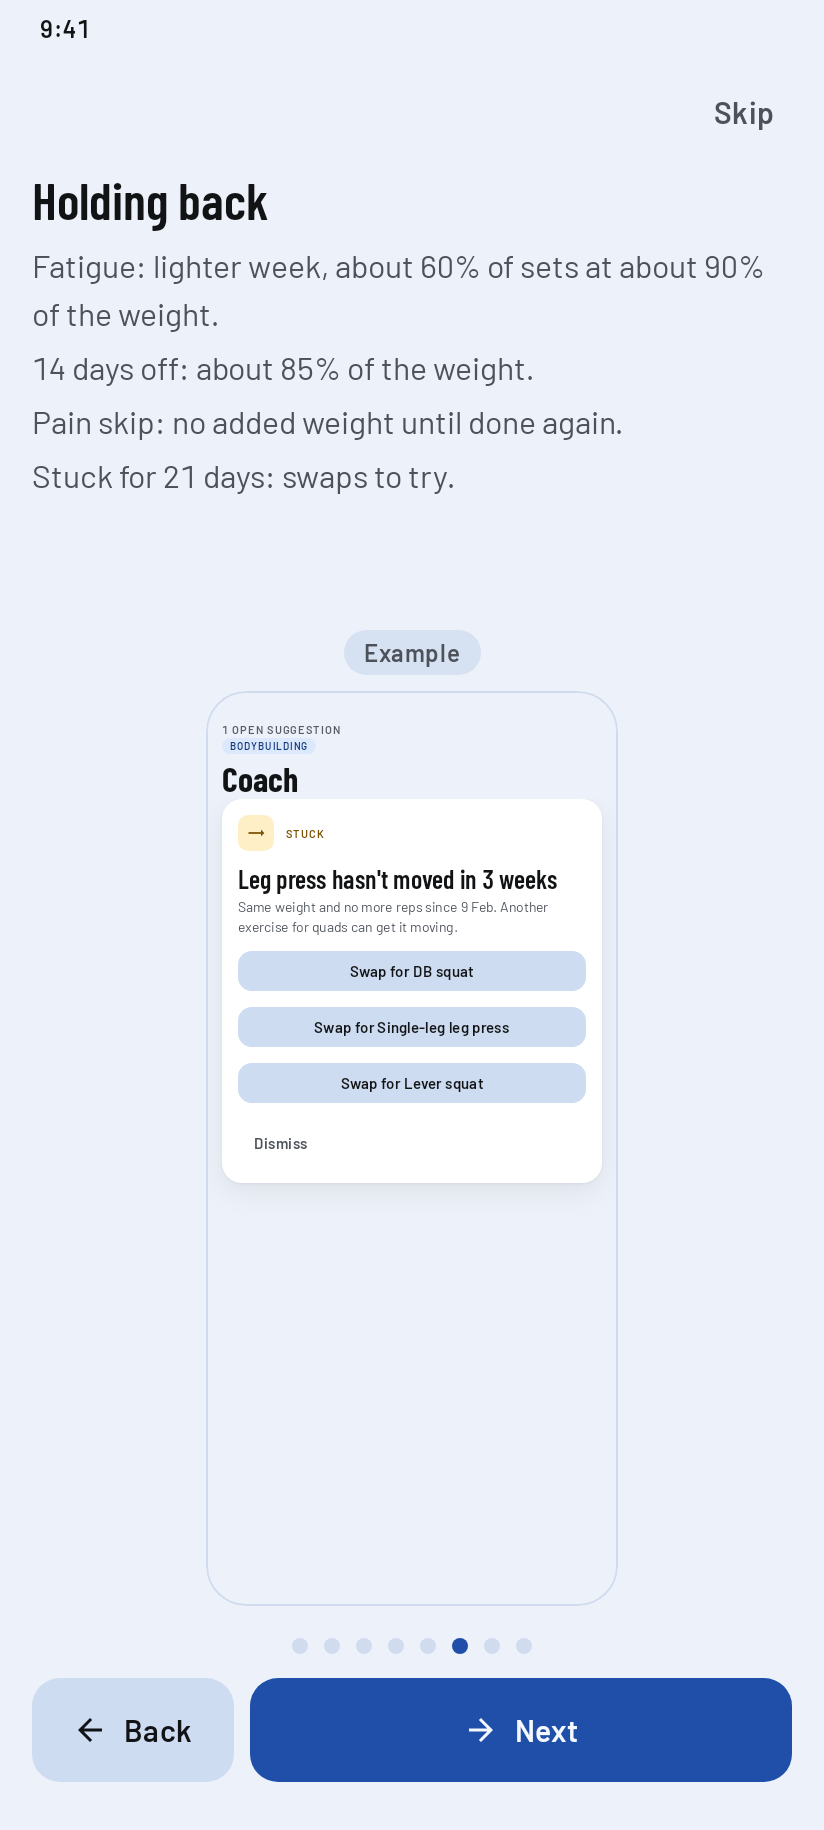 9:41
Skip
Holding back
Fatigue: lighter week, about 60% of sets at about 90%
of the weight.
14 days off: about 85% of the weight.
Pain skip: no added weight until done again.
Stuck for 21 days: swaps to try.
Example
1 OPEN SUGGESTION
BODYBUILDING
Coach
STUCK
Leg press hasn't moved in 3 weeks
Same weight and no more reps since 9 Feb. Another
exercise for quads can get it moving.
Swap for DB squat
Swap for Single-leg leg press
Swap for Lever squat
Dismiss
Back
Next